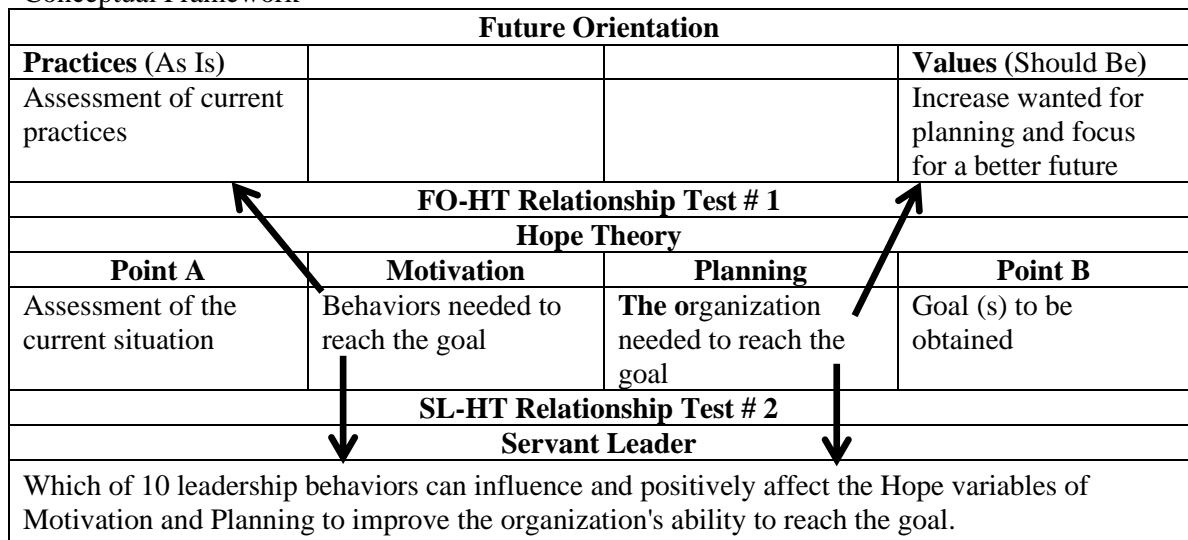 Conceptual Framework
Future Orientation
Practices (As Is)
Values (Should Be)
Assessment of current
practices
Increase wanted for
planning and focus
for a better future
FO-HT Relationship Test # 1
Hope Theory
Point A
Motivation
Planning
Point B
Assessment of the
current situation
Behaviors needed to
reach the goal
The organization
needed to reach the
goal
Goal (s) to be
obtained
SL-HT Relationship Test # 2
Servant Leader
Which of 10 leadership behaviors can influence and positively affect the Hope variables of
Motivation and Planning to improve the organization's ability to reach the goal.